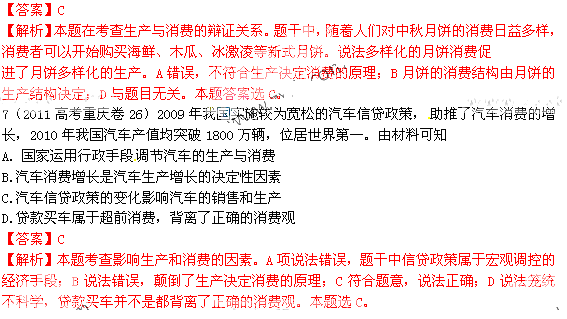 【答案】C
【解析】本题在考查生产与消费的辩证关系。题干中，随着人们对中秋月饼的消费日益多样，
消费者可以开始购买海鲜、木瓜、冰激凌等新式月饼。说法多样化的月饼消费促
进了月饼多样化的生产。A错误，不符合生产决定消费的原理；B月饼的消费结构由月饼的
生产结构决定；D与题目无关。本题答案选C。
7（2011高考重庆卷26）2009年我国实施较为宽松的汽车信贷政策，助推了汽车消费的增
长，2010年我国汽车产值均突破1800万辆，位居世界第一。由材料可知
A. 国家运用行政手段调节汽车的生产与消费
B.汽车消费增长是汽车生产增长的决定性因素
C.汽车信贷政策的变化影响汽车的销售和生产
D.贷款买车属于超前消费，背离了正确的消费观
【答案】C
【解析】本题考查影响生产和消费的因素。A项说法错误，题干中信贷政策属于宏观调控的
经济手段；B说法错误，颠倒了生产决定消费的原理；C符合题意，说法正确；D说法笼统
不科学，贷款买车并不是都背离了正确的消费观。本题选C。